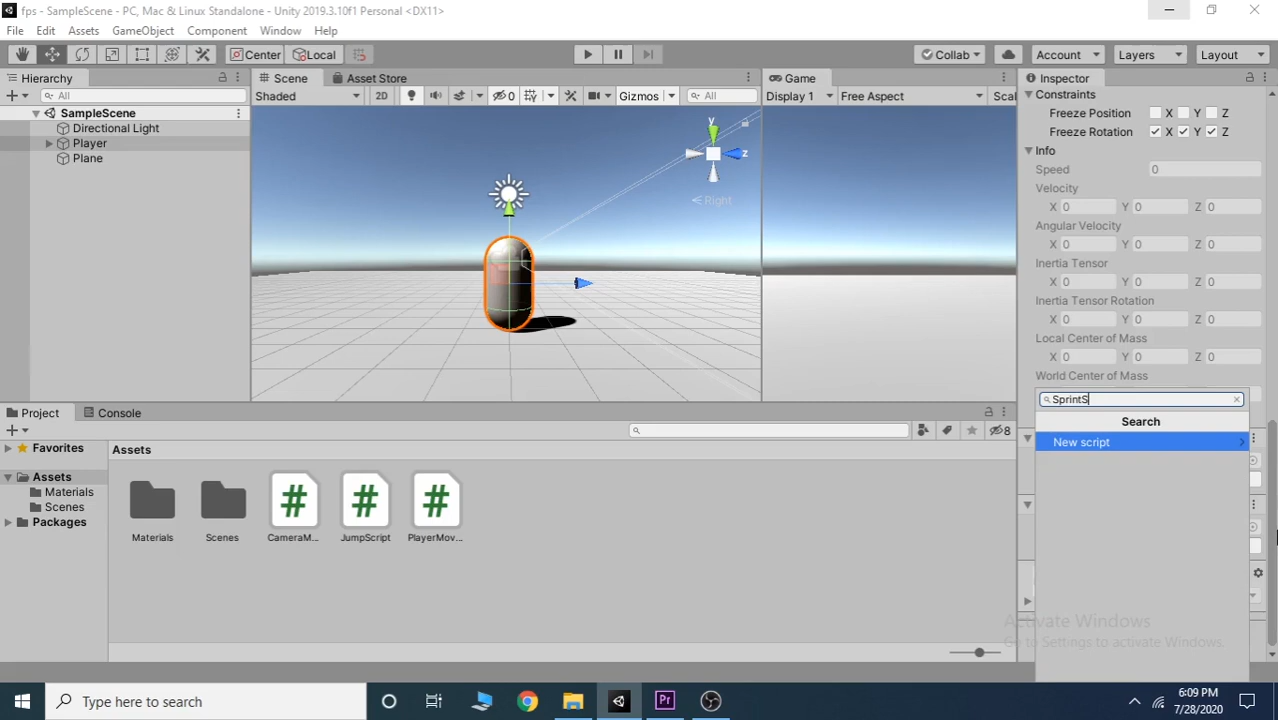 fps - SampleScene - PC, Mac & Linux Standalone - Unity 2019.3.10f1 Personal <DX11>
File Edit Assets GameObject Component Window Help
Center Local Collab Account Layers Layout
Hierarchy
All
SampleScene
Directional Light
Player
Plane
Scene Asset Store
Shaded 2D 0 Gizmos All
y
z
Right
Game
Display 1 Free Aspect Scal
Inspector
Constraints
Freeze Position X Y Z
Freeze Rotation X Y Z
Info
Speed 0
Velocity
X 0 Y 0 Z 0
Angular Velocity
X 0 Y 0 Z 0
Inertia Tensor
X 0 Y 0 Z 0
Inertia Tensor Rotation
X 0 Y 0 Z 0
Local Center of Mass
X 0 Y 0 Z 0
World Center of Mass
SprintS
Search
New script
Project Console
8
Favorites
Assets
Materials
Scenes
Packages
Assets
Materials Scenes CameraM... JumpScript PlayerMov...
Activate Windows
Go to Settings to activate Windows.
Type here to search
Pr
6:09 PM
7/28/2020